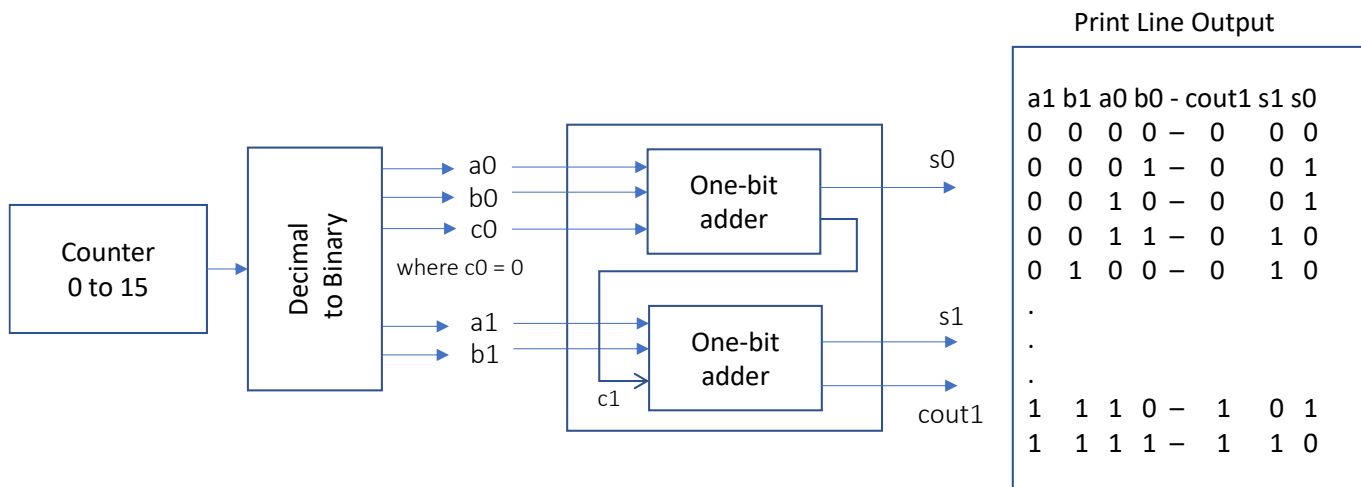 Print Line Output
Counter
0 to 15
Decimal
to Binary
a0
b0
c0
where c0 = 0
a1
b1
One-bit
adder
One-bit
adder
c1
s0
s1
cout1
a1 b1 a0 b0 - cout1 s1 s0
0 0 0 0 – 0 0 0
0 0 0 1 – 0 0 1
0 0 1 0 – 0 0 1
0 0 1 1 – 0 1 0
0 1 0 0 – 0 1 0
.
.
.
1 1 1 0 – 1 0 1
1 1 1 1 – 1 1 0